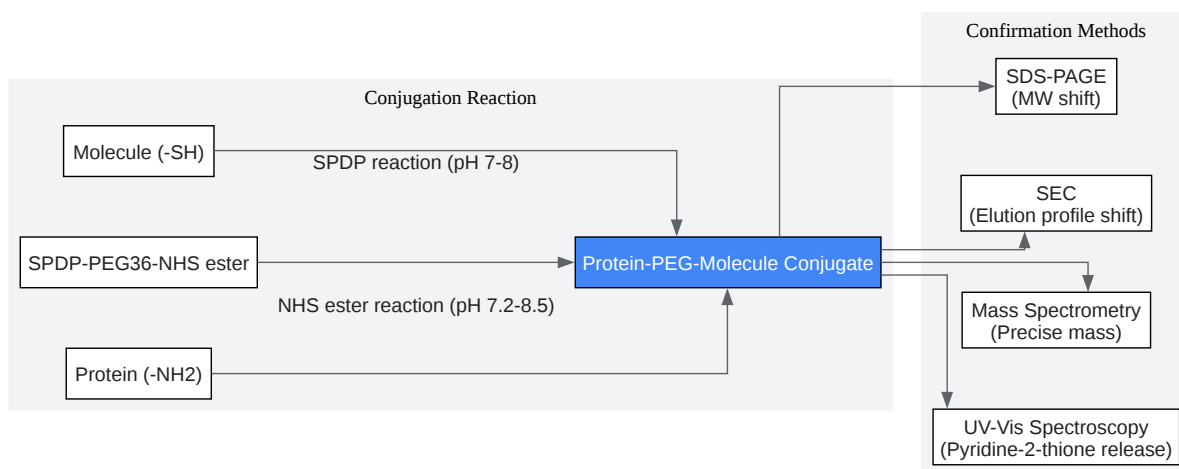 Confirmation Methods
SDS-PAGE
(MW shift)
Conjugation Reaction
Molecule (-SH)
SPDP reaction (pH 7-8)
SEC
(Elution profile shift)
SPDP-PEG36-NHS ester
Protein-PEG-Molecule Conjugate
NHS ester reaction (pH 7.2-8.5)
Mass Spectrometry
(Precise mass)
Protein (-NH2)
UV-Vis Spectroscopy
(Pyridine-2-thione release)